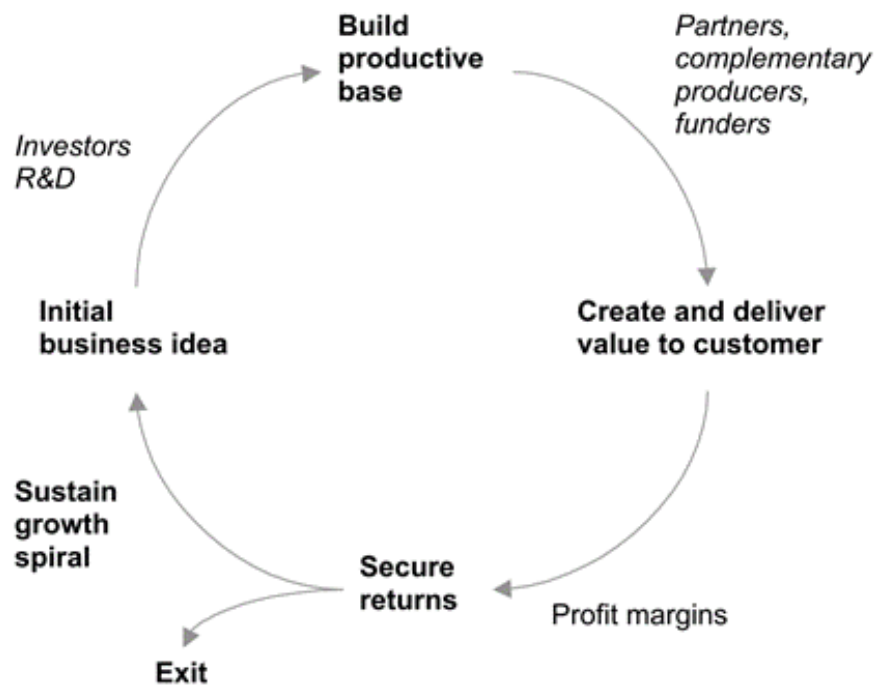 Build
productive
base
Partners,
complementary
producers,
funders
Investors
R&D
Initial
business idea
Create and deliver
value to customer
Sustain
growth
spiral
Secure
returns
Profit margins
Exit